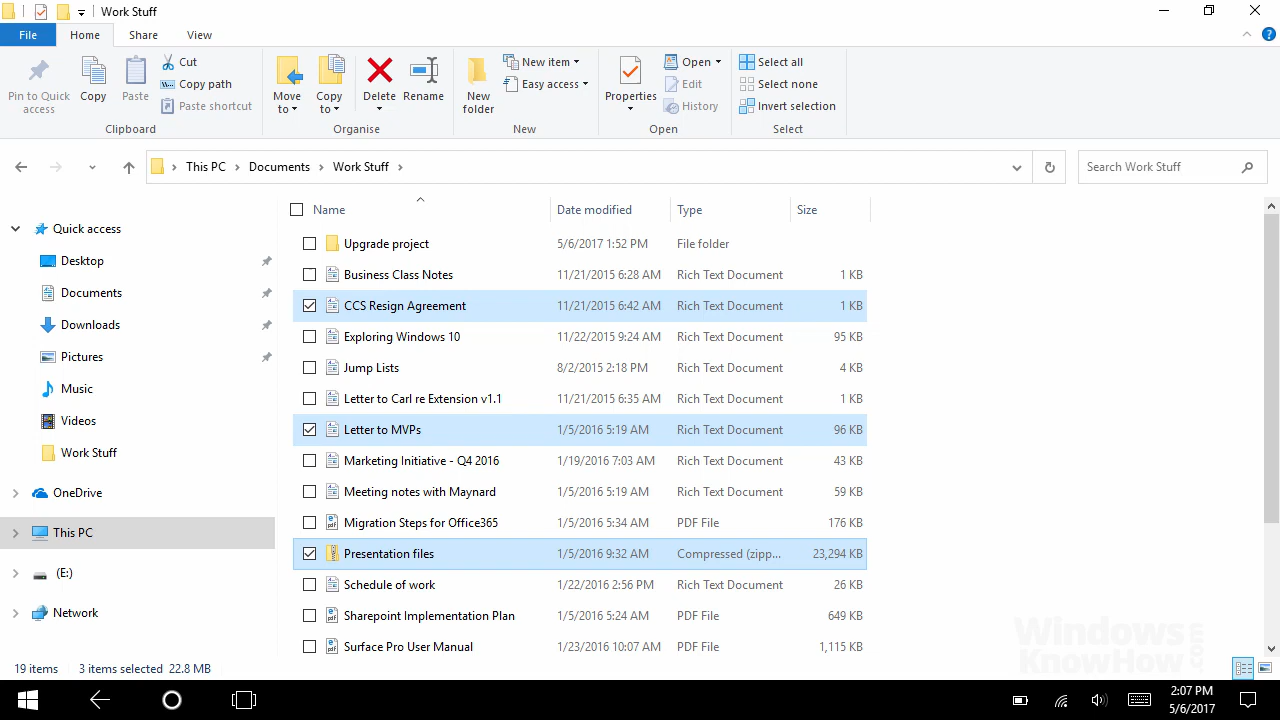 Work Stuff
File Home Share View
Pin to Quick access
Copy
Paste
Cut
Copy path
Paste shortcut
Clipboard
Move to
Copy to
Delete
Rename
Organise
New folder
New item
Easy access
New
Properties
Open
Edit
History
Open
Select all
Select none
Invert selection
Select
This PC Documents Work Stuff
Search Work Stuff
Quick access
Desktop
Documents
Downloads
Pictures
Music
Videos
Work Stuff
OneDrive
This PC
(E:)
Network
Name Date modified Type Size
Upgrade project 5/6/2017 1:52 PM File folder
Business Class Notes 11/21/2015 6:28 AM Rich Text Document 1 KB
CCS Resign Agreement 11/21/2015 6:42 AM Rich Text Document 1 KB
Exploring Windows 10 11/22/2015 9:24 AM Rich Text Document 95 KB
Jump Lists 8/2/2015 2:18 PM Rich Text Document 4 KB
Letter to Carl re Extension v1.1 11/21/2015 6:35 AM Rich Text Document 1 KB
Letter to MVPs 1/5/2016 5:19 AM Rich Text Document 96 KB
Marketing Initiative - Q4 2016 1/19/2016 7:03 AM Rich Text Document 43 KB
Meeting notes with Maynard 1/5/2016 5:19 AM Rich Text Document 59 KB
Migration Steps for Office365 1/5/2016 5:34 AM PDF File 176 KB
Presentation files 1/5/2016 9:32 AM Compressed (zipp... 23,294 KB
Schedule of work 1/22/2016 2:56 PM Rich Text Document 26 KB
Sharepoint Implementation Plan 1/5/2016 5:24 AM PDF File 649 KB
Surface Pro User Manual 1/23/2016 10:07 AM PDF File 1,115 KB
Windows
KnowHow.com
19 items 3 items selected 22.8 MB
2:07 PM
5/6/2017